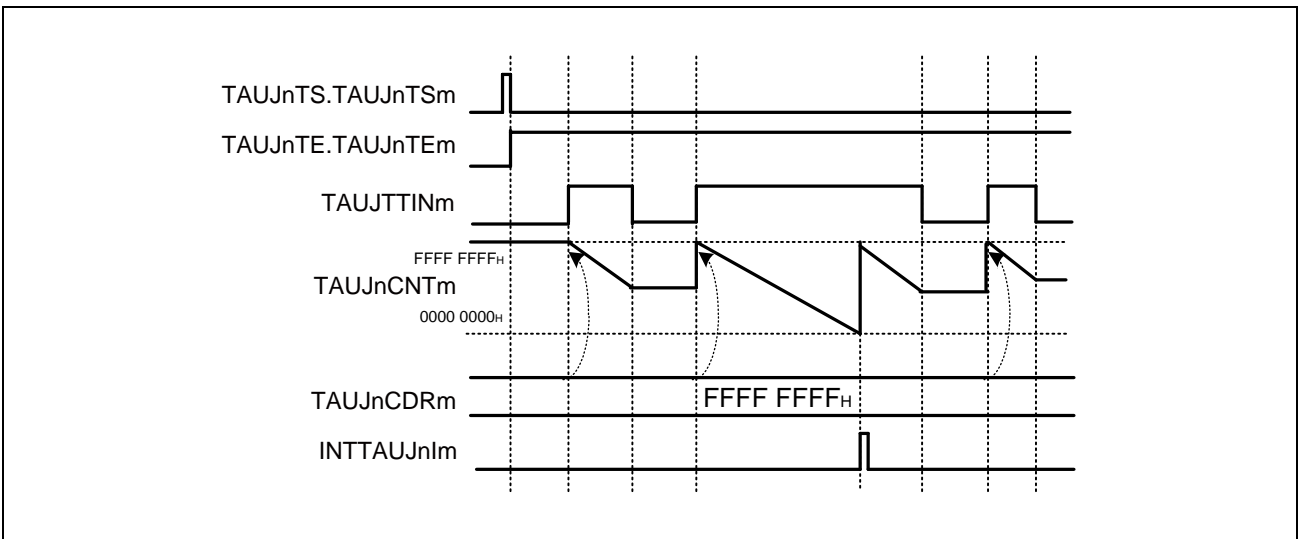 TAUJnTS.TAUJnTSm
TAUJnTE.TAUJnTEm
TAUJTTINm
FFFF FFFFH
TAUJnCNTm
0000 0000H
TAUJnCDRm
FFFF FFFFH
INTTAUJnIm